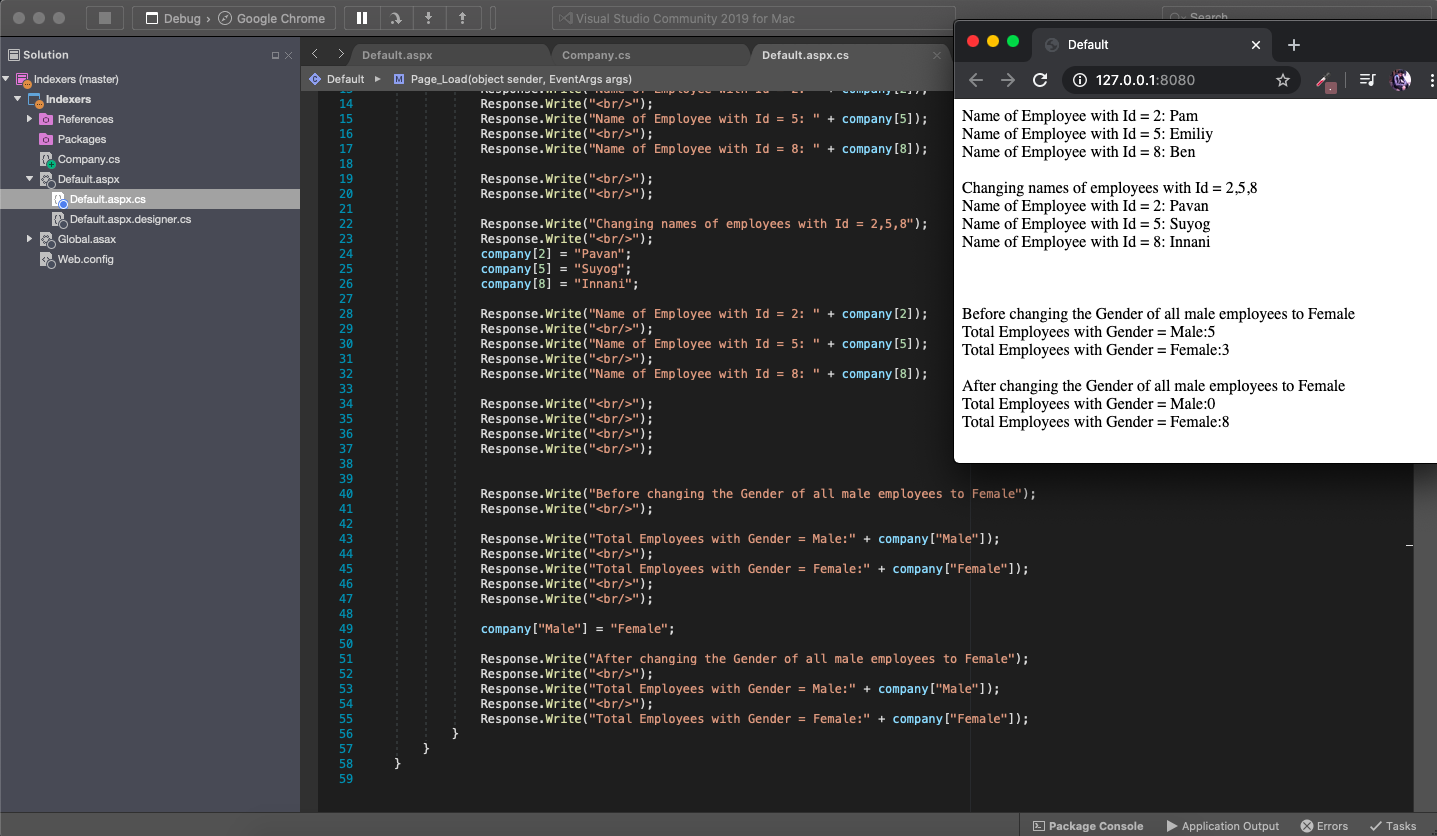 Debug › Google Chrome
Visual Studio Community 2019 for Mac
Search
Solution
Indexers (master)
Indexers
References
Packages
Company.cs
Default.aspx
Default.aspx.cs
Default.aspx.designer.cs
Global.asax
Web.config
Default.aspx
Company.cs
Default.aspx.cs
Default
Page_Load(object sender, EventArgs args)
13 Response.Write("Name of Employee with Id = 2: " + company[2]);
14 Response.Write("<br/>");
15 Response.Write("Name of Employee with Id = 5: " + company[5]);
16 Response.Write("<br/>");
17 Response.Write("Name of Employee with Id = 8: " + company[8]);
18
19 Response.Write("<br/>");
20 Response.Write("<br/>");
21
22 Response.Write("Changing names of employees with Id = 2,5,8");
23 Response.Write("<br/>");
24 company[2] = "Pavan";
25 company[5] = "Suyog";
26 company[8] = "Innani";
27
28 Response.Write("Name of Employee with Id = 2: " + company[2]);
29 Response.Write("<br/>");
30 Response.Write("Name of Employee with Id = 5: " + company[5]);
31 Response.Write("<br/>");
32 Response.Write("Name of Employee with Id = 8: " + company[8]);
33
34 Response.Write("<br/>");
35 Response.Write("<br/>");
36 Response.Write("<br/>");
37 Response.Write("<br/>");
38
39
40 Response.Write("Before changing the Gender of all male employees to Female");
41 Response.Write("<br/>");
42
43 Response.Write("Total Employees with Gender = Male:" + company["Male"]);
44 Response.Write("<br/>");
45 Response.Write("Total Employees with Gender = Female:" + company["Female"]);
46 Response.Write("<br/>");
47 Response.Write("<br/>");
48
49 company["Male"] = "Female";
50
51 Response.Write("After changing the Gender of all male employees to Female");
52 Response.Write("<br/>");
53 Response.Write("Total Employees with Gender = Male:" + company["Male"]);
54 Response.Write("<br/>");
55 Response.Write("Total Employees with Gender = Female:" + company["Female"]);
56 }
57 }
58 }
59
Default
127.0.0.1:8080
Name of Employee with Id = 2: Pam
Name of Employee with Id = 5: Emiliy
Name of Employee with Id = 8: Ben
Changing names of employees with Id = 2,5,8
Name of Employee with Id = 2: Pavan
Name of Employee with Id = 5: Suyog
Name of Employee with Id = 8: Innani
Before changing the Gender of all male employees to Female
Total Employees with Gender = Male:5
Total Employees with Gender = Female:3
After changing the Gender of all male employees to Female
Total Employees with Gender = Male:0
Total Employees with Gender = Female:8
Package Console
Application Output
Errors
Tasks